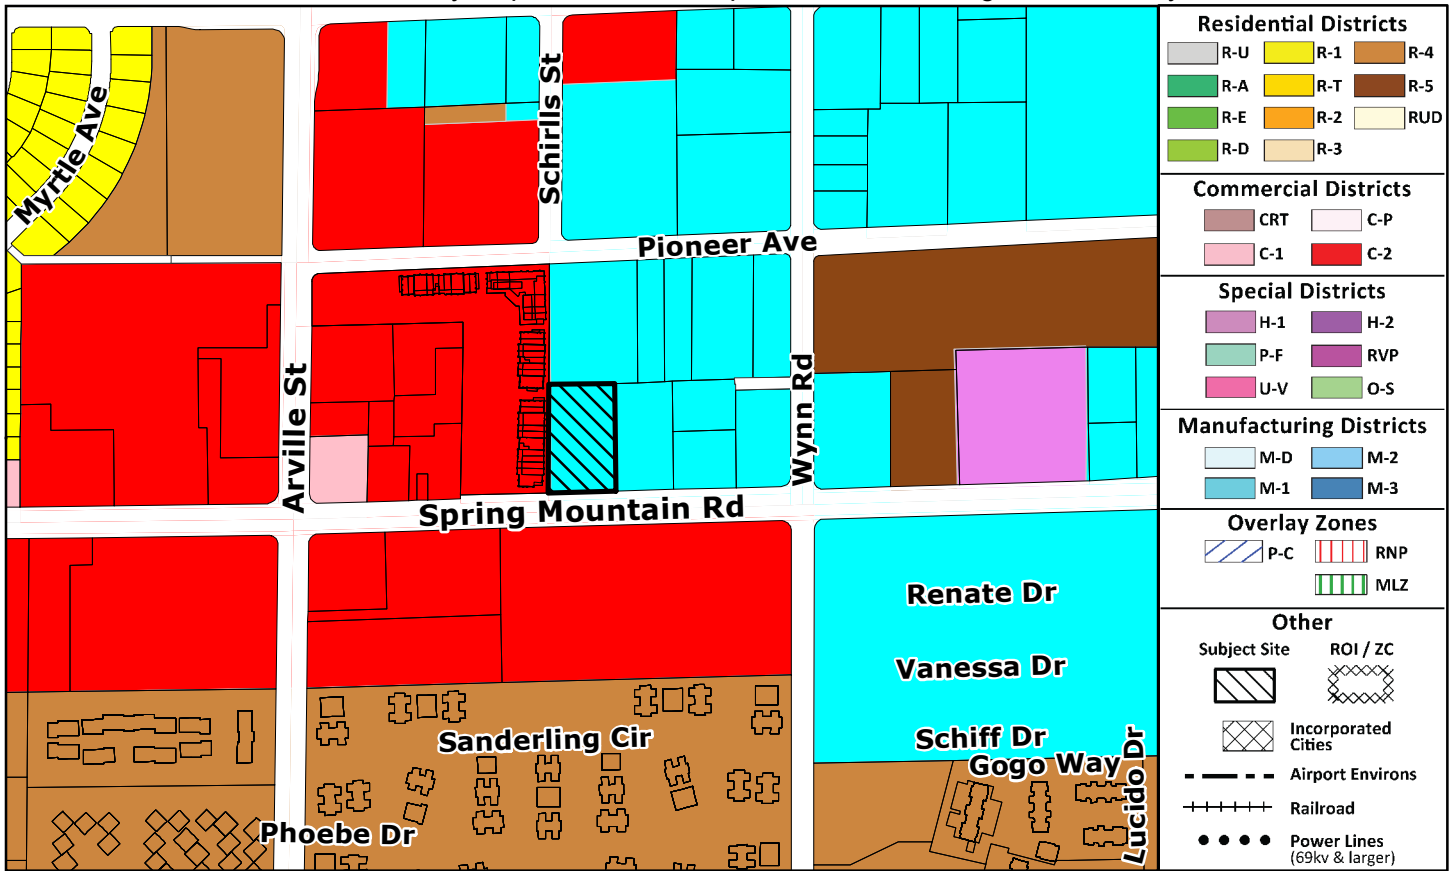 Myrtle Ave
Schirlls St
Pioneer Ave
Arville St
Wynn Rd
Spring Mountain Rd
Renate Dr
Vanessa Dr
Schiff Dr
Gogo Way
Sanderling Cir
Phoebe Dr
Lucido Dr
Residential Districts
R-U R-1 R-4
R-A R-T R-5
R-E R-2 RUD
R-D R-3
Commercial Districts
CRT C-P
C-1 C-2
Special Districts
H-1 H-2
P-F RVP
U-V O-S
Manufacturing Districts
M-D M-2
M-1 M-3
Overlay Zones
P-C RNP
MLZ
Other
Subject Site ROI / ZC
Incorporated
Cities
Airport Environs
Railroad
Power Lines
(69kv & larger)